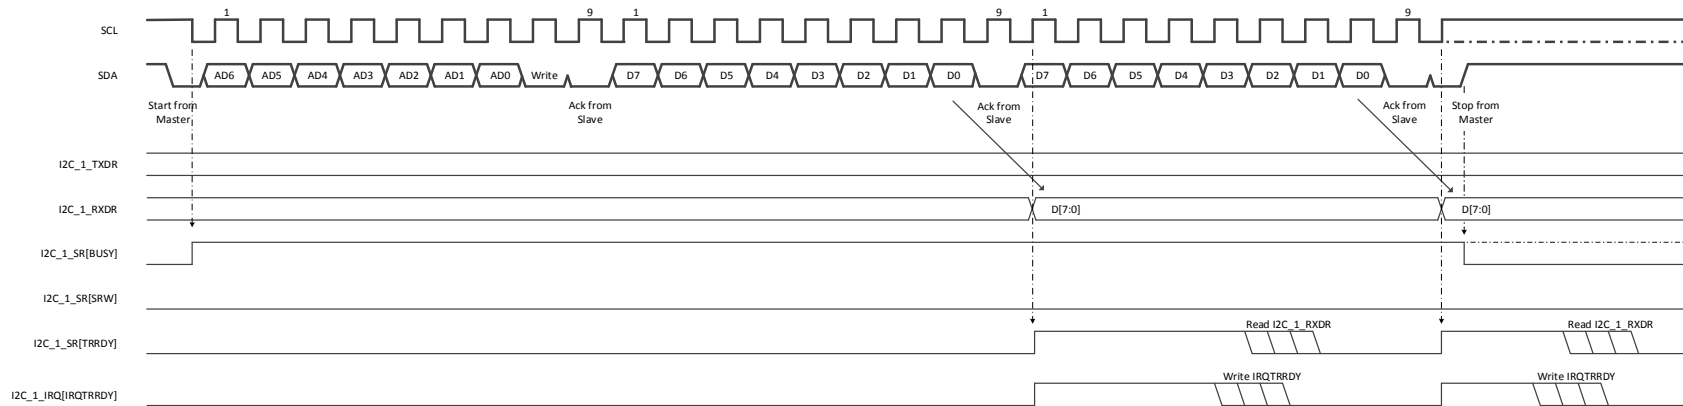 1 9 1 9 1 9
SCL
SDA AD6 AD5 AD4 AD3 AD2 AD1 AD0 Write D7 D6 D5 D4 D3 D2 D1 D0 D7 D6 D5 D4 D3 D2 D1 D0
Start from
Master
Ack from
Slave
Ack from
Slave
Ack from
Slave
Stop from
Master
I2C_1_TXDR
I2C_1_RXDR D[7:0] D[7:0]
I2C_1_SR[BUSY]
I2C_1_SR[SRW]
Read I2C_1_RXDR Read I2C_1_RXDR
I2C_1_SR[TRRDY]
Write IRQTRRDY Write IRQTRRDY
I2C_1_IRQ[IRQTRRDY]